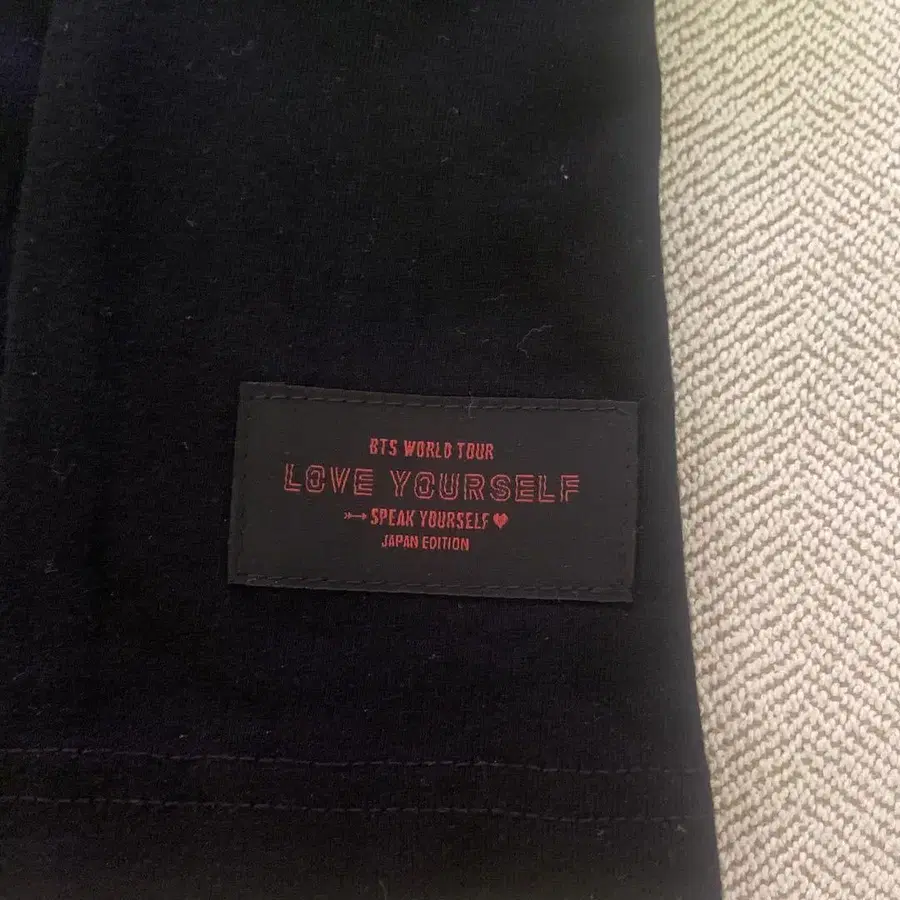 BTS WORLD TOUR
LOVE YOURSELF
SPEAK YOURSELF
JAPAN EDITION